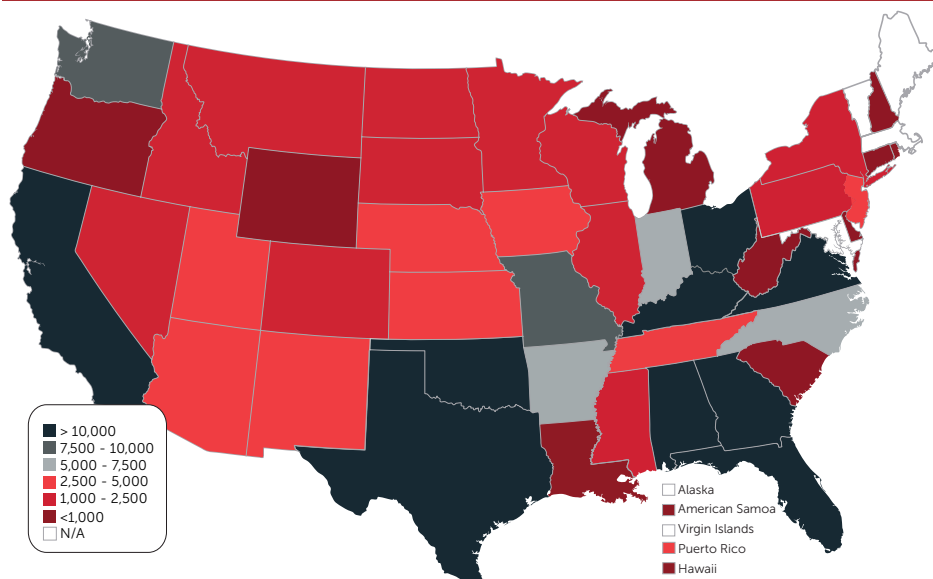 > 10,000
7,500 - 10,000
5,000 - 7,500
2,500 - 5,000
1,000 - 2,500
<1,000
N/A
Alaska
American Samoa
Virgin Islands
Puerto Rico
Hawaii